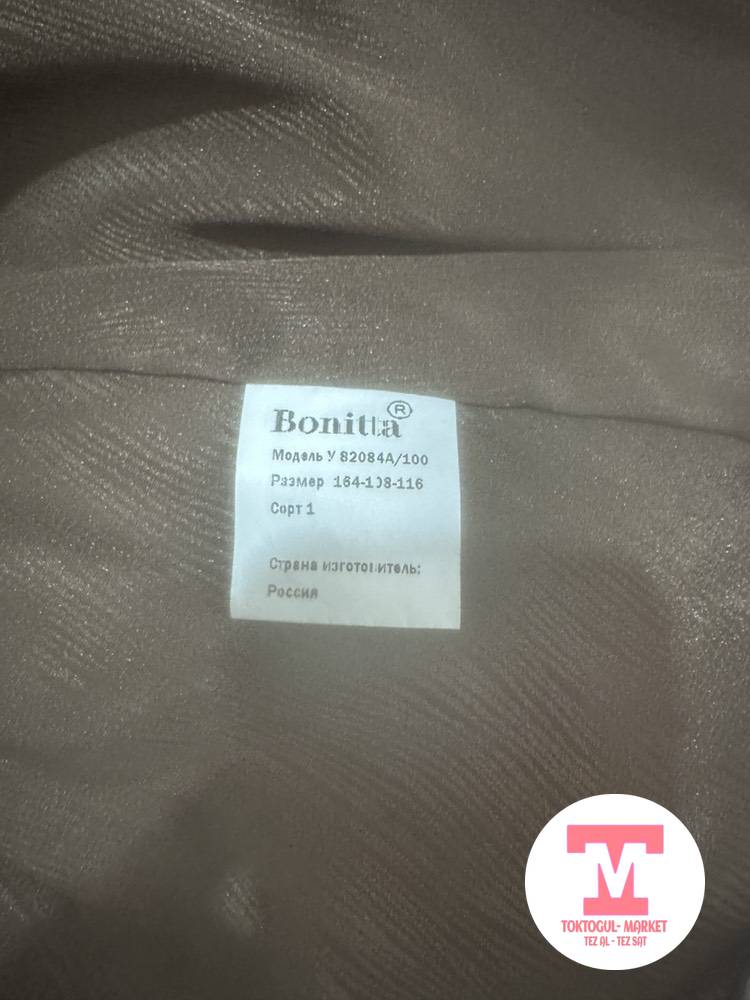 Bonitta®
Модель У 82084А/100
Размер 164-108-116
Сорт 1
Страна изготовитель:
Россия
TM
TOKTOGUL- MARKET
TEZ AL - TEZ SAT